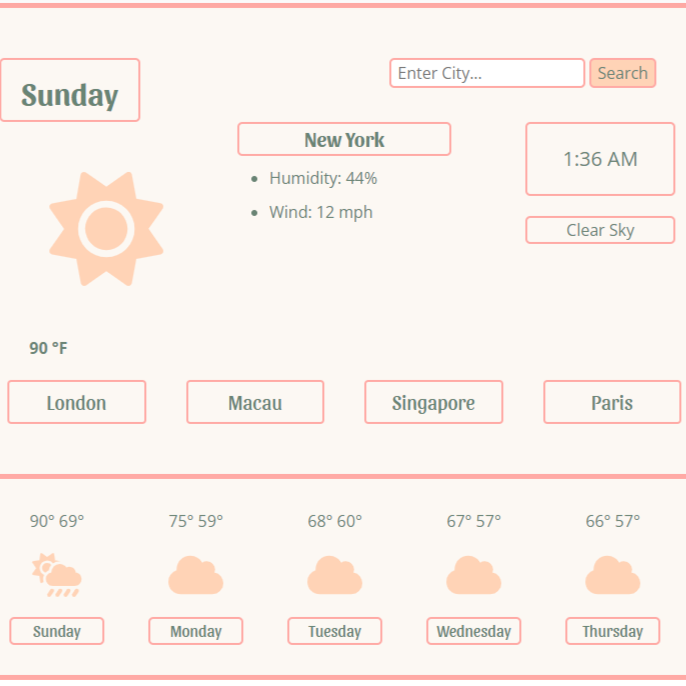 Sunday
Enter City...
Search
New York
Humidity: 44%
Wind: 12 mph
1:36 AM
Clear Sky
90 °F
London
Macau
Singapore
Paris
90° 69°
75° 59°
68° 60°
67° 57°
66° 57°
Sunday
Monday
Tuesday
Wednesday
Thursday